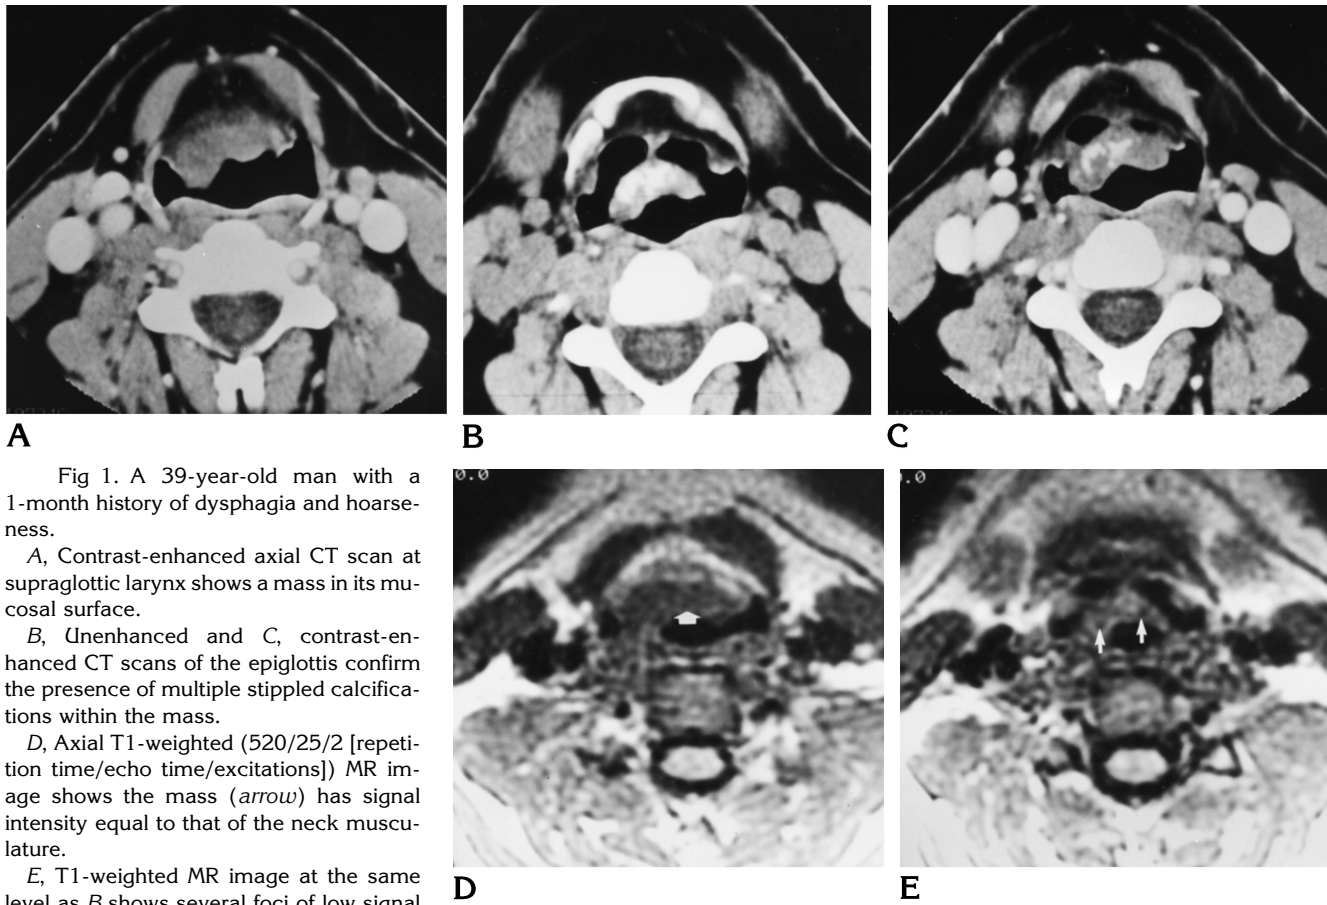 A
B
C
Fig 1. A 39-year-old man with a
1-month history of dysphagia and hoarse-
ness.
A, Contrast-enhanced axial CT scan at
supraglottic larynx shows a mass in its mu-
cosal surface.
B, Unenhanced and C, contrast-en-
hanced CT scans of the epiglottis confirm
the presence of multiple stippled calcifica-
tions within the mass.
D, Axial T1-weighted (520/25/2 [repeti-
tion time/echo time/excitations]) MR im-
age shows the mass (arrow) has signal
intensity equal to that of the neck muscu-
lature.
E, T1-weighted MR image at the same
level as B shows several foci of low signal
0.0
.0
D
E